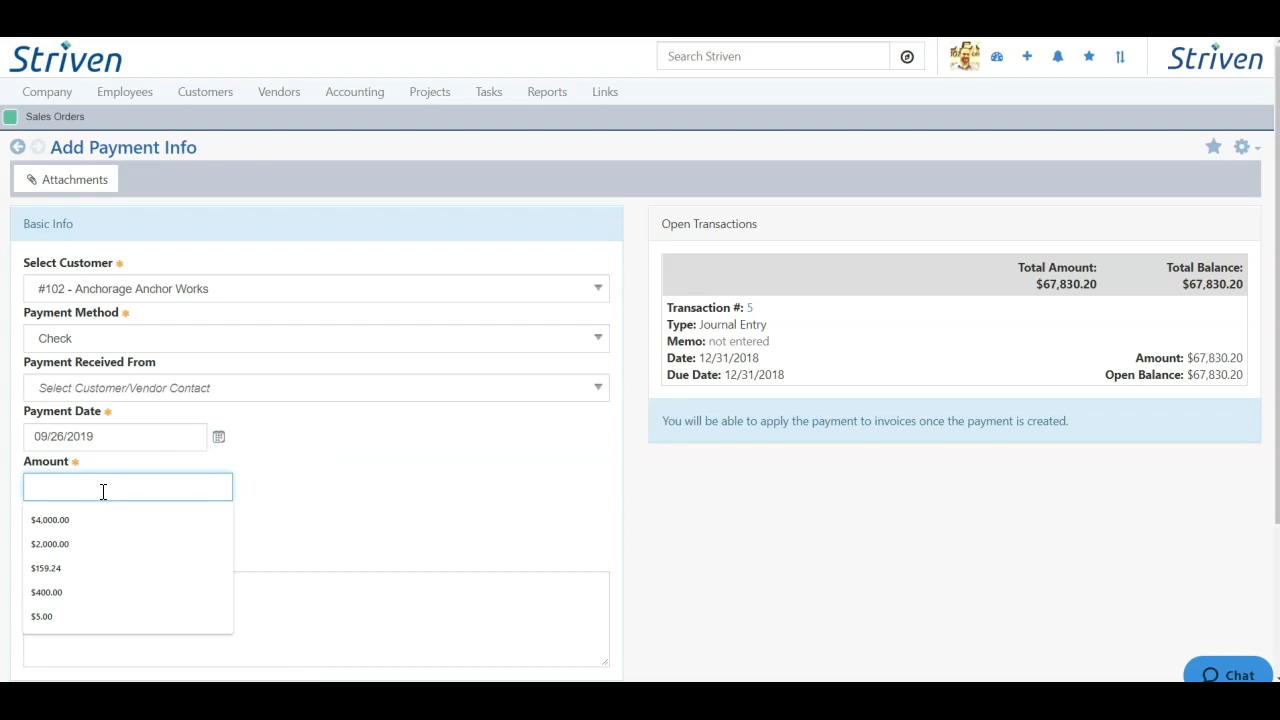 Striven
Search Striven
Striven
Company Employees Customers Vendors Accounting Projects Tasks Reports Links
Sales Orders
Add Payment Info
Attachments
Basic Info
Select Customer *
#102 - Anchorage Anchor Works
Payment Method *
Check
Payment Received From
Select Customer/Vendor Contact
Payment Date *
09/26/2019
Amount *
$4,000.00
$2,000.00
$159.24
$400.00
$5.00
Open Transactions
Total Amount: Total Balance:
$67,830.20 $67,830.20
Transaction #: 5
Type: Journal Entry
Memo: not entered
Date: 12/31/2018 Amount: $67,830.20
Due Date: 12/31/2018 Open Balance: $67,830.20
You will be able to apply the payment to invoices once the payment is created.
Chat